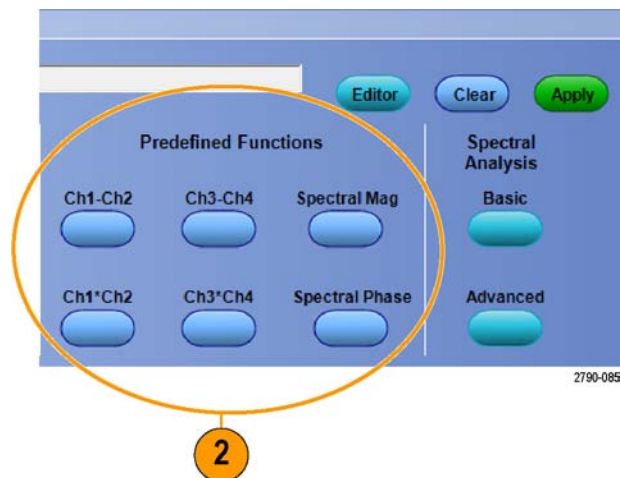 Editor Clear Apply
Predefined Functions
Spectral
Analysis
Ch1-Ch2 Ch3-Ch4 Spectral Mag Basic
Ch1*Ch2 Ch3*Ch4 Spectral Phase Advanced
2790-085
2